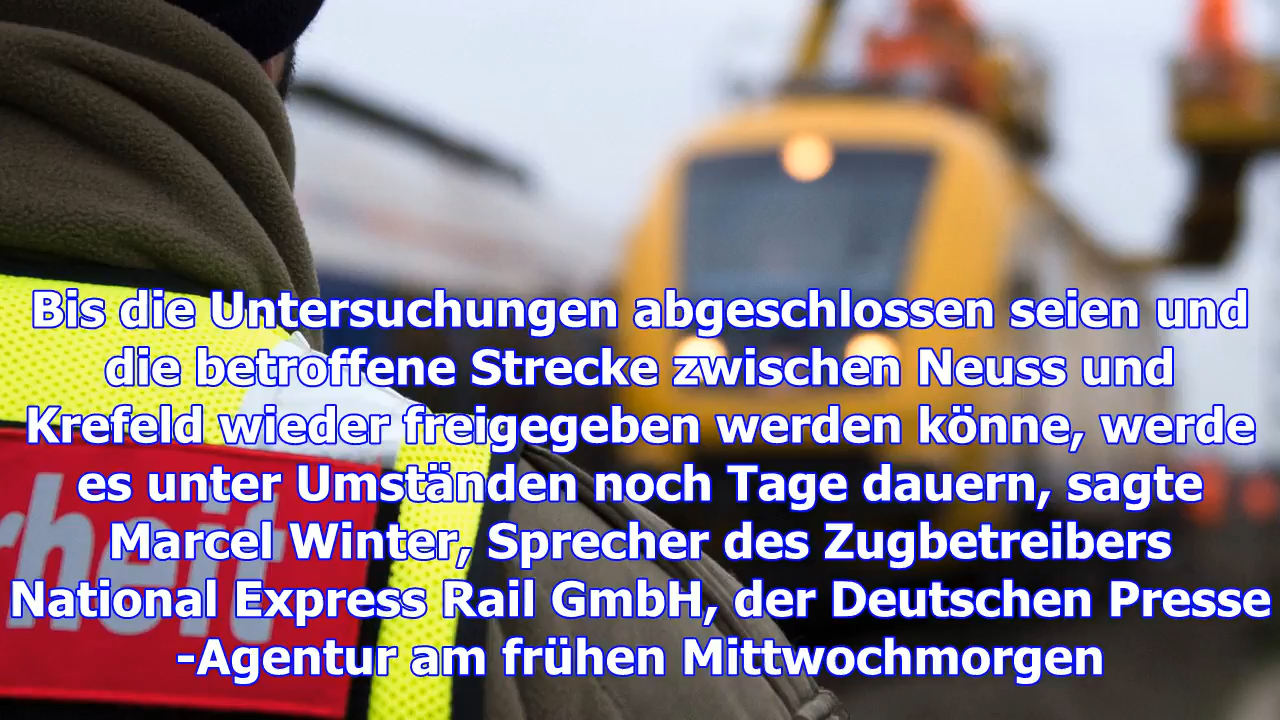 Bis die Untersuchungen abgeschlossen seien und
die betroffene Strecke zwischen Neuss und
Krefeld wieder freigegeben werden könne, werde
es unter Umständen noch Tage dauern, sagte
Marcel Winter, Sprecher des Zugbetreibers
National Express Rail GmbH, der Deutschen Presse
-Agentur am frühen Mittwochmorgen
rheit